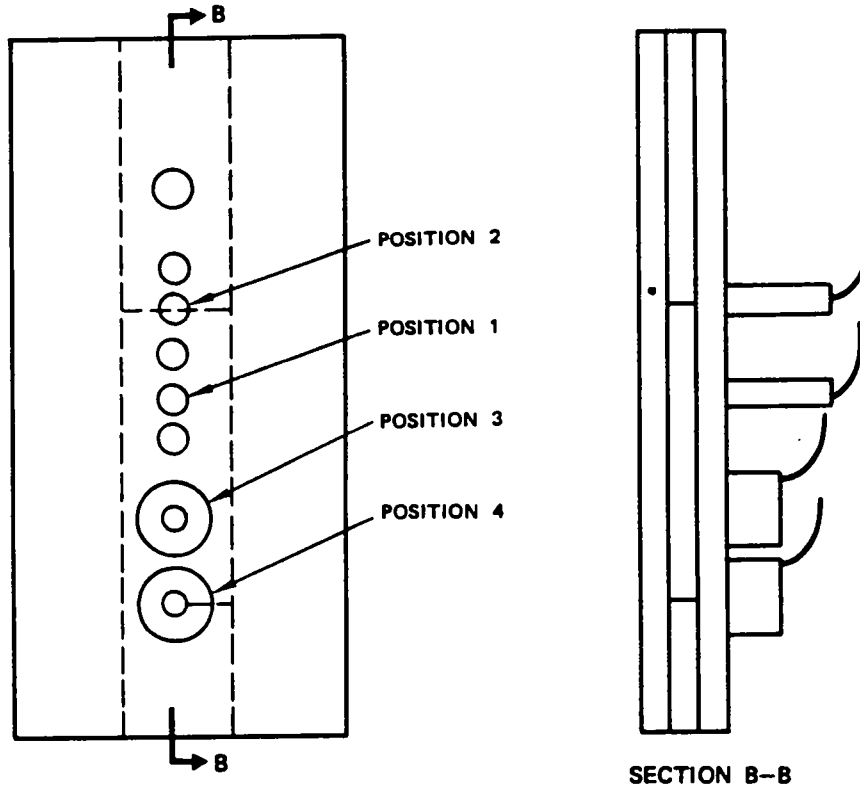 B
POSITION 2
POSITION 1
POSITION 3
POSITION 4
B
SECTION B–B